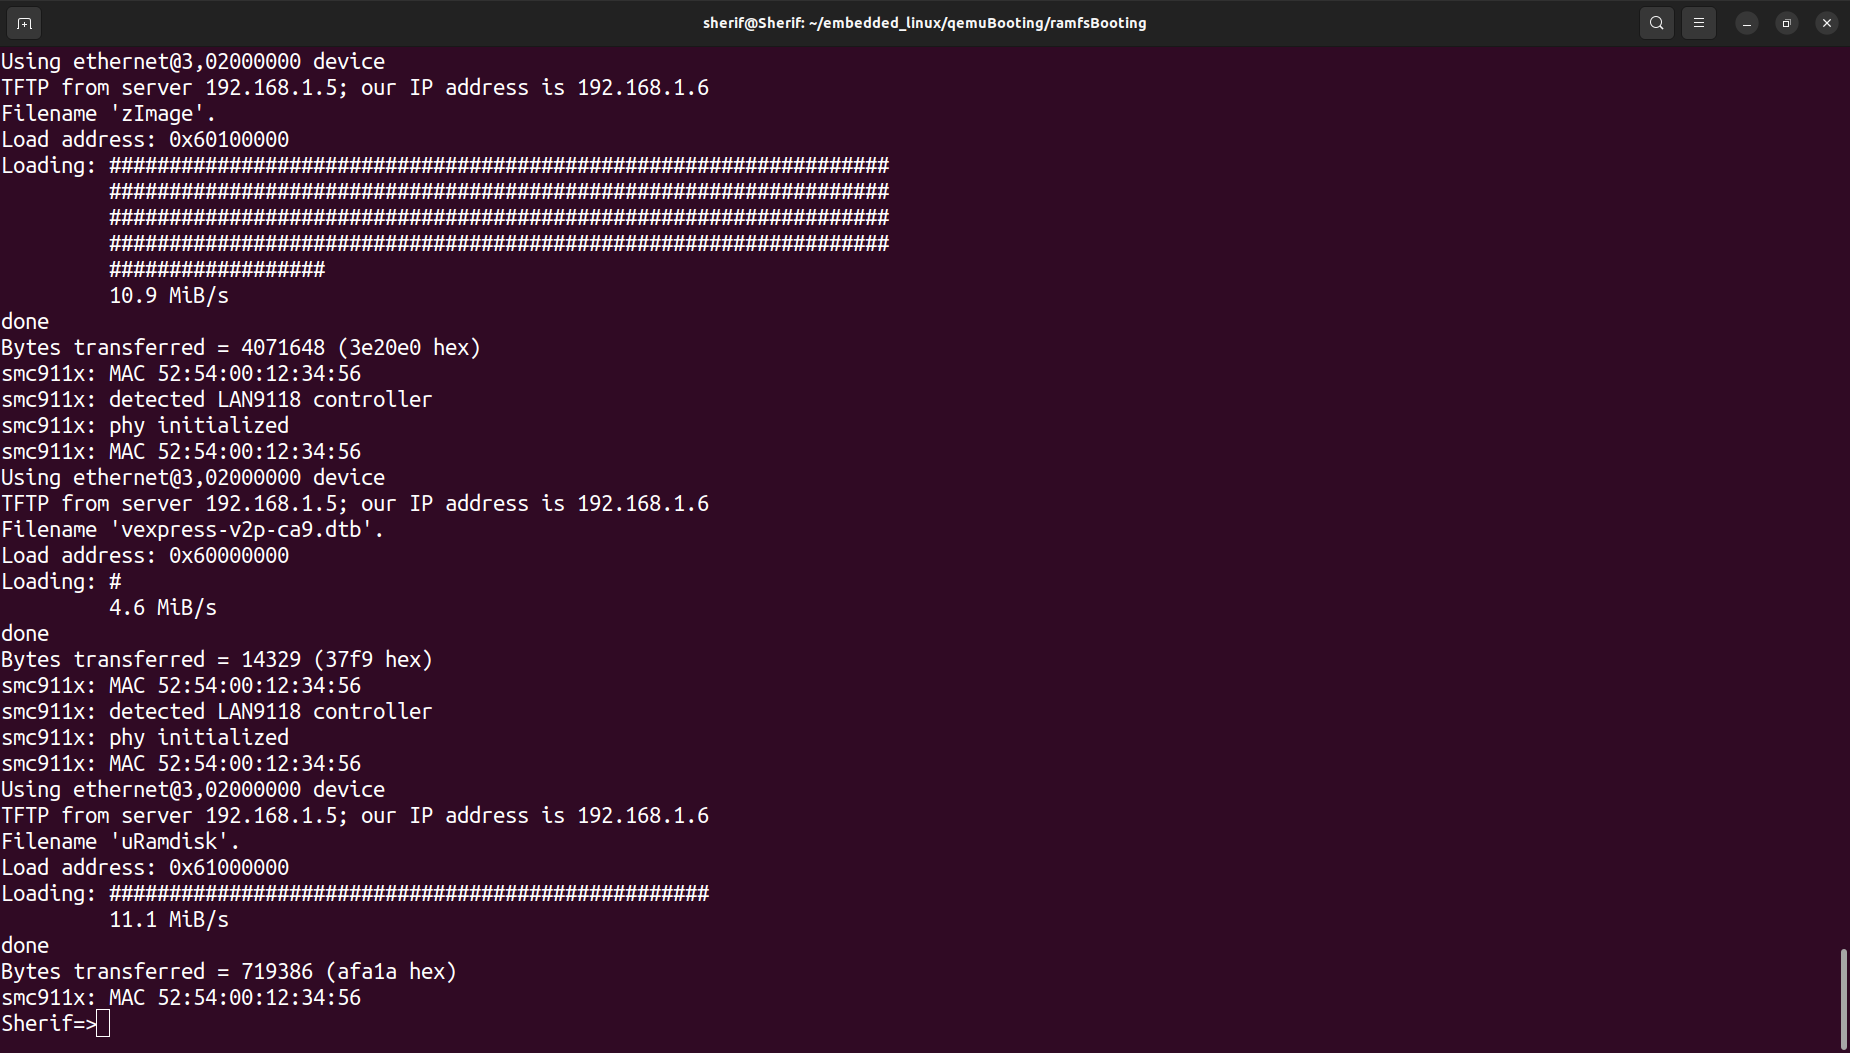 sherif@Sherif: ~/embedded_linux/qemuBooting/ramfsBooting
Using ethernet@3,02000000 device
TFTP from server 192.168.1.5; our IP address is 192.168.1.6
Filename 'zImage'.
Load address: 0x60100000
Loading: #################################################################
         #################################################################
         #################################################################
         #################################################################
         ##################
         10.9 MiB/s
done
Bytes transferred = 4071648 (3e20e0 hex)
smc911x: MAC 52:54:00:12:34:56
smc911x: detected LAN9118 controller
smc911x: phy initialized
smc911x: MAC 52:54:00:12:34:56
Using ethernet@3,02000000 device
TFTP from server 192.168.1.5; our IP address is 192.168.1.6
Filename 'vexpress-v2p-ca9.dtb'.
Load address: 0x60000000
Loading: #
         4.6 MiB/s
done
Bytes transferred = 14329 (37f9 hex)
smc911x: MAC 52:54:00:12:34:56
smc911x: detected LAN9118 controller
smc911x: phy initialized
smc911x: MAC 52:54:00:12:34:56
Using ethernet@3,02000000 device
TFTP from server 192.168.1.5; our IP address is 192.168.1.6
Filename 'uRamdisk'.
Load address: 0x61000000
Loading: ##################################################
         11.1 MiB/s
done
Bytes transferred = 719386 (afa1a hex)
smc911x: MAC 52:54:00:12:34:56
Sherif=>